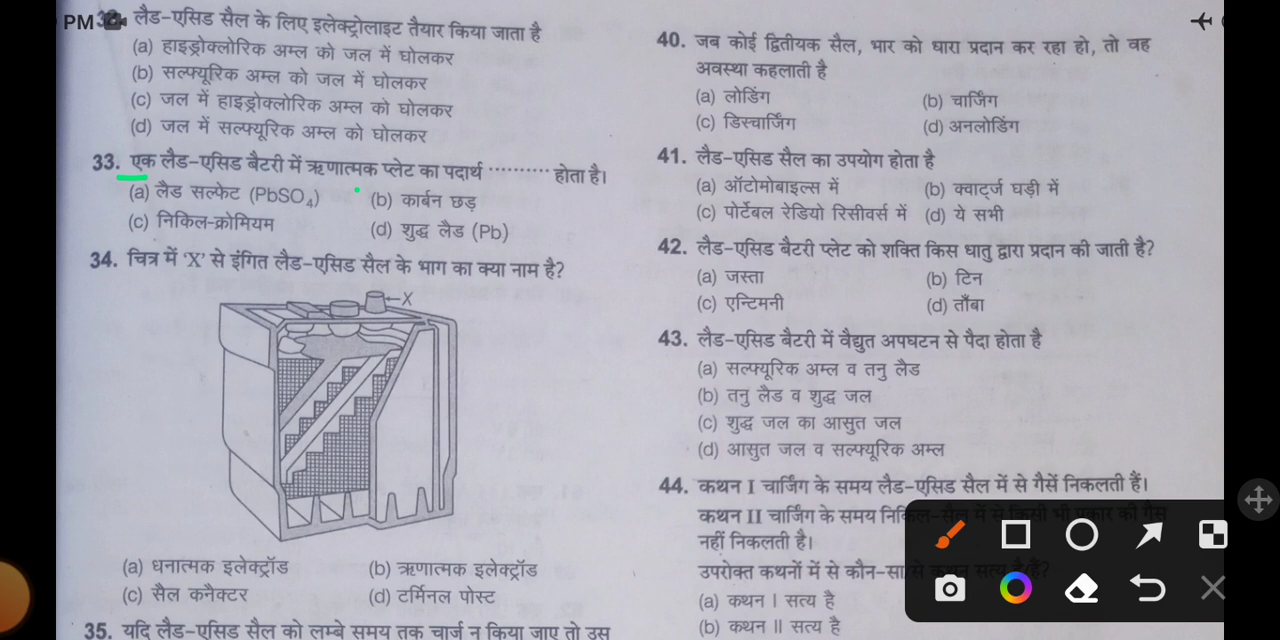 PM
32. लैड-एसिड सैल के लिए इलेक्ट्रोलाइट तैयार किया जाता है
(a) हाइड्रोक्लोरिक अम्ल को जल में घोलकर
(b) सल्फ्यूरिक अम्ल को जल में घोलकर
(c) जल में हाइड्रोक्लोरिक अम्ल को घोलकर
(d) जल में सल्फ्यूरिक अम्ल को घोलकर
33. एक लैड-एसिड बैटरी में ऋणात्मक प्लेट का पदार्थ .......... होता है।
(a) लैड सल्फेट (PbSO₄) (b) कार्बन छड़
(c) निकिल-क्रोमियम (d) शुद्ध लैड (Pb)
34. चित्र में 'X' से इंगित लैड-एसिड सैल के भाग का क्या नाम है?
X
(a) धनात्मक इलेक्ट्रॉड (b) ऋणात्मक इलेक्ट्रॉड
(c) सैल कनैक्टर (d) टर्मिनल पोस्ट
35. यदि लैड-एसिड सैल को लम्बे समय तक चार्ज न किया जाए तो उस
40. जब कोई द्वितीयक सैल, भार को धारा प्रदान कर रहा हो, तो वह
अवस्था कहलाती है
(a) लोडिंग (b) चार्जिंग
(c) डिस्चार्जिंग (d) अनलोडिंग
41. लैड-एसिड सैल का उपयोग होता है
(a) ऑटोमोबाइल्स में (b) क्वार्ट्ज घड़ी में
(c) पोर्टेबल रेडियो रिसीवर्स में (d) ये सभी
42. लैड-एसिड बैटरी प्लेट को शक्ति किस धातु द्वारा प्रदान की जाती है?
(a) जस्ता (b) टिन
(c) एन्टिमनी (d) ताँबा
43. लैड-एसिड बैटरी में वैद्युत अपघटन से पैदा होता है
(a) सल्फ्यूरिक अम्ल व तनु लैड
(b) तनु लैड व शुद्ध जल
(c) शुद्ध जल का आसुत जल
(d) आसुत जल व सल्फ्यूरिक अम्ल
44. कथन I चार्जिंग के समय लैड-एसिड सैल में से गैसें निकलती हैं।
कथन II चार्जिंग के समय निकिल-सैल में से किसी भी प्रकार की गैस
नहीं निकलती है।
उपरोक्त कथनों में से कौन-सा/से कथन सत्य है/हैं?
(a) कथन I सत्य है
(b) कथन II सत्य है